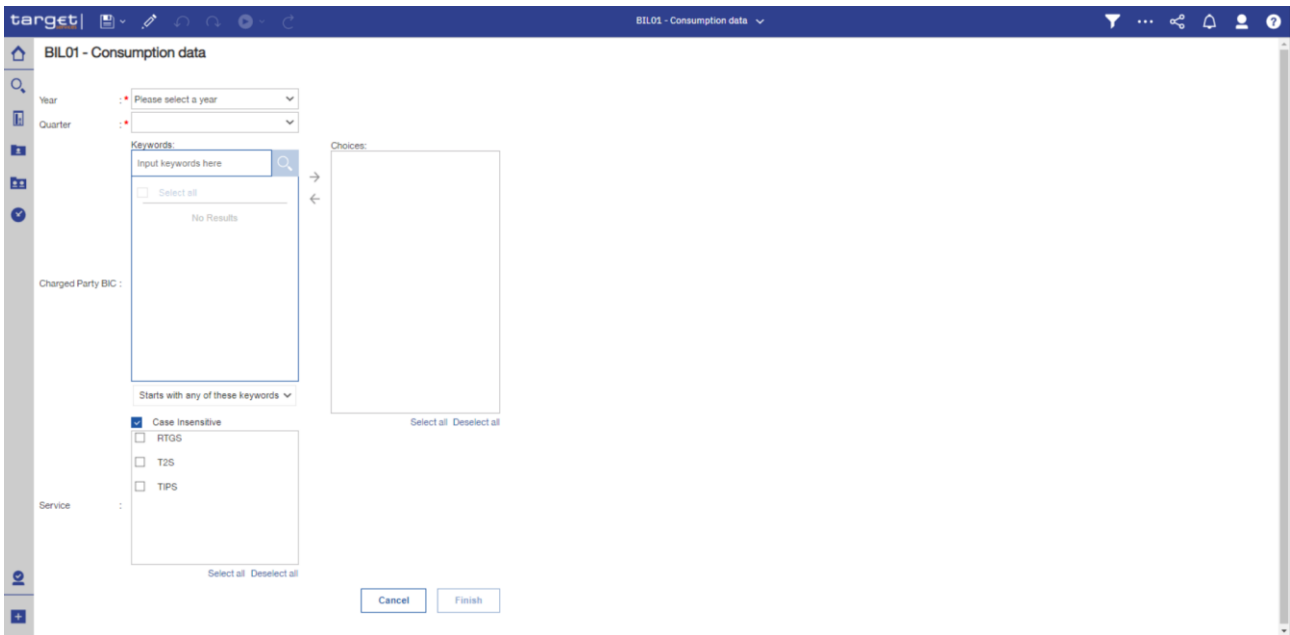 target| BIL01 - Consumption data
BIL01 - Consumption data
Year :* Please select a year
Quarter :*
Keywords: Choices:
Input keywords here
Select all
No Results
Charged Party BIC :
Starts with any of these keywords
Case Insensitive Select all Deselect all
RTGS
T2S
TIPS
Service :
Select all Deselect all
Cancel Finish